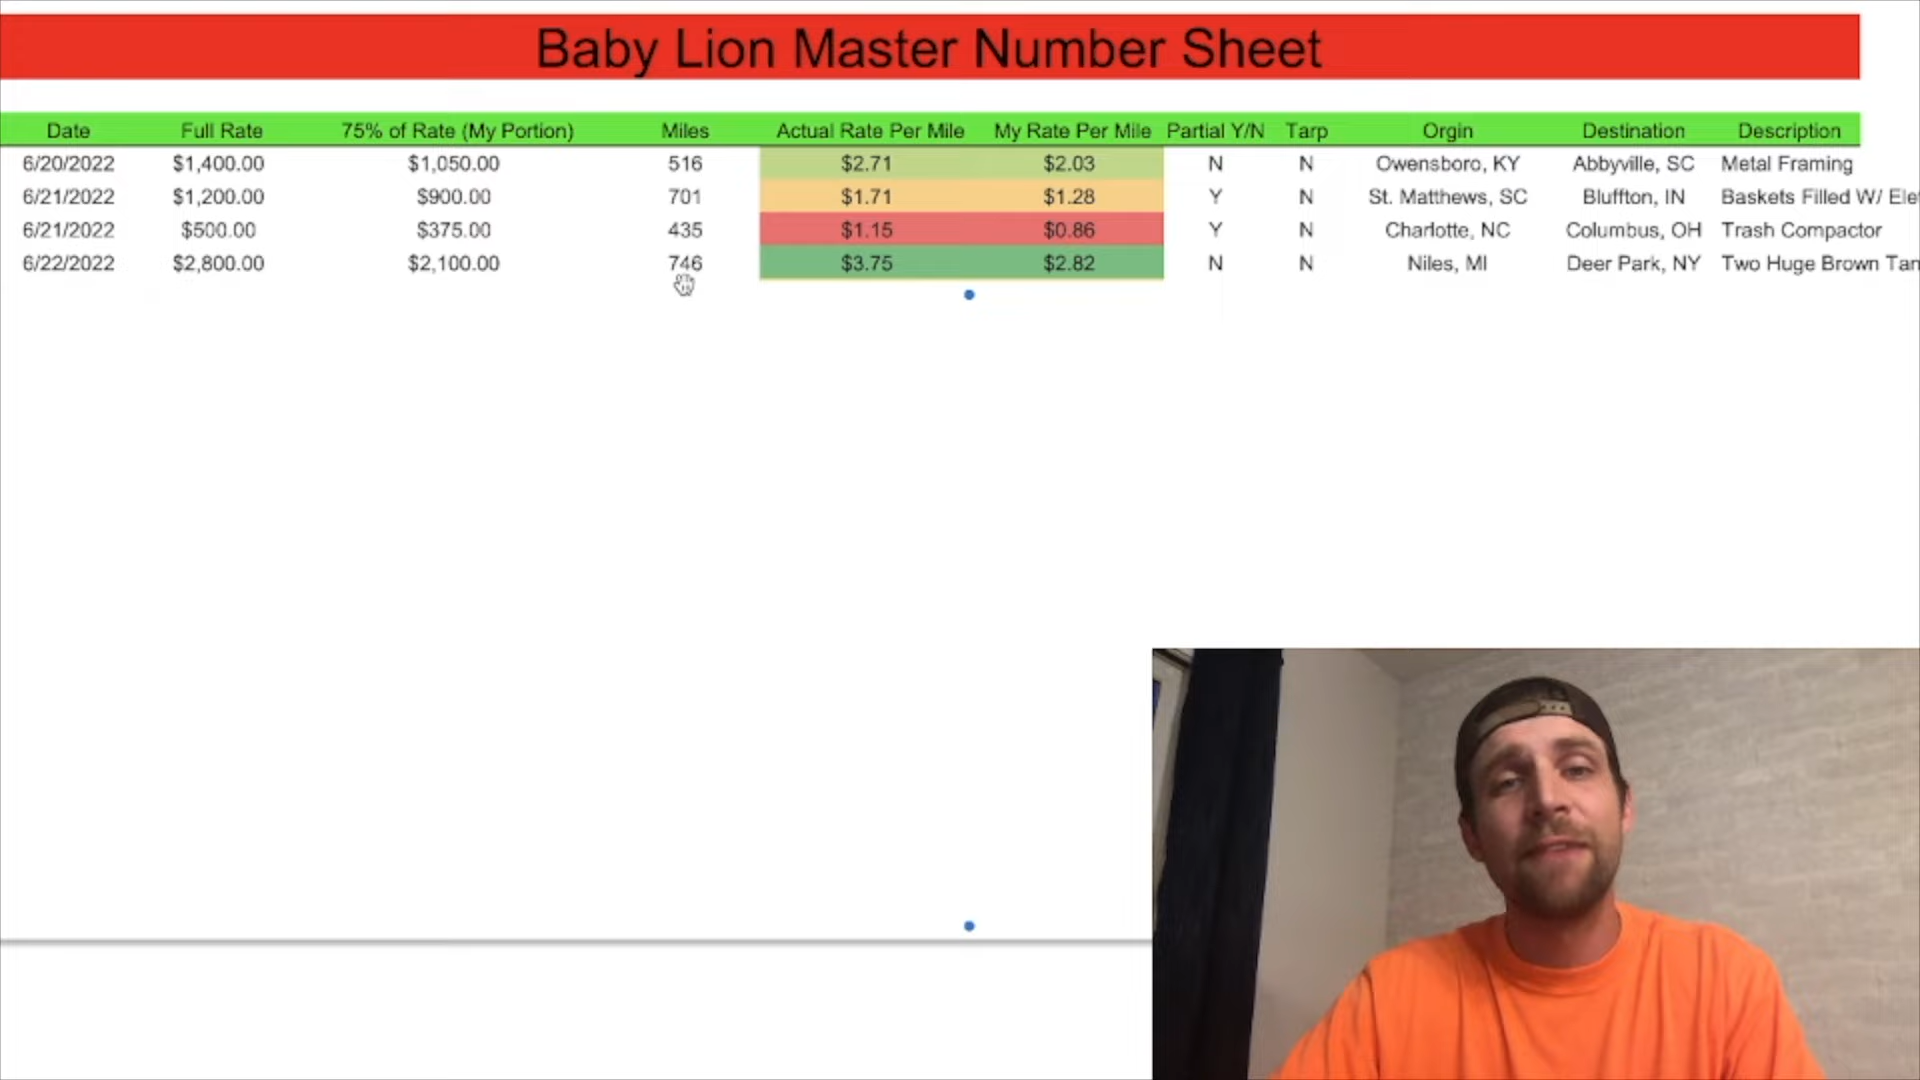 Baby Lion Master Number Sheet
Date Full Rate 75% of Rate (My Portion) Miles Actual Rate Per Mile My Rate Per Mile Partial Y/N Tarp Orgin Destination Description
6/20/2022 $1,400.00 $1,050.00 516 $2.71 $2.03 N N Owensboro, KY Abbyville, SC Metal Framing
6/21/2022 $1,200.00 $900.00 701 $1.71 $1.28 Y N St. Matthews, SC Bluffton, IN Baskets Filled W/
6/21/2022 $500.00 $375.00 435 $1.15 $0.86 Y N Charlotte, NC Columbus, OH Trash Compactor
6/22/2022 $2,800.00 $2,100.00 746 $3.75 $2.82 N N Niles, MI Deer Park, NY Two Huge Brown